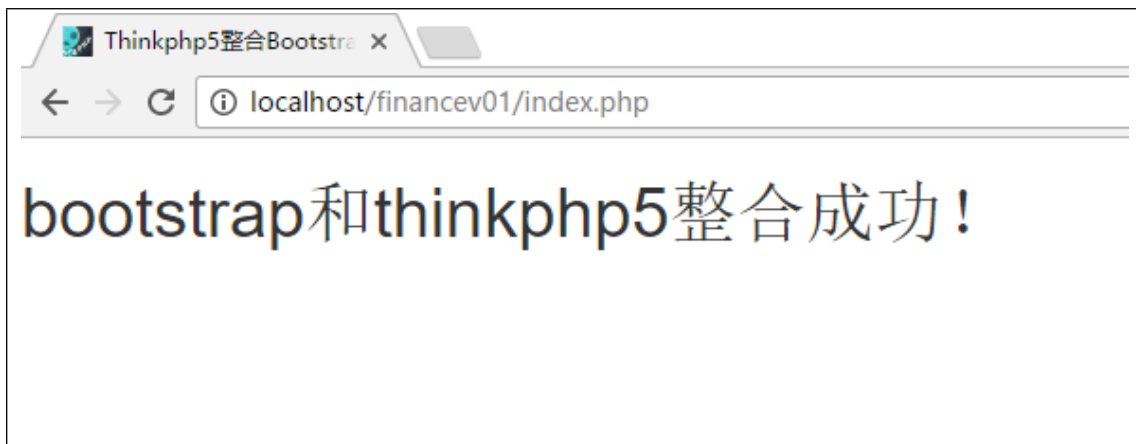 Thinkphp5整合Bootstra
localhost/financev01/index.php
bootstrap和thinkphp5整合成功！